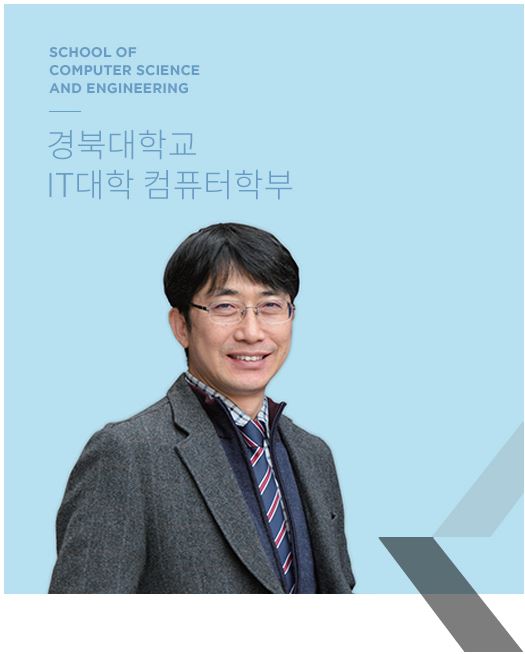 SCHOOL OF
COMPUTER SCIENCE
AND ENGINEERING
경북대학교
IT대학 컴퓨터학부